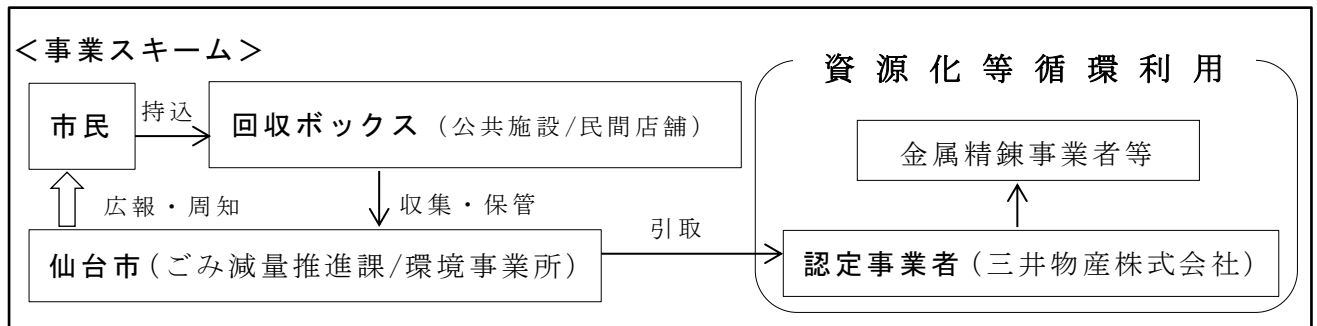 ＜事業スキーム＞
資源化等循環利用
市民
持込
回収ボックス（公共施設/民間店舗）
金属精錬事業者等
広報・周知
収集・保管
引取
仙台市（ごみ減量推進課/環境事業所）
認定事業者（三井物産株式会社）